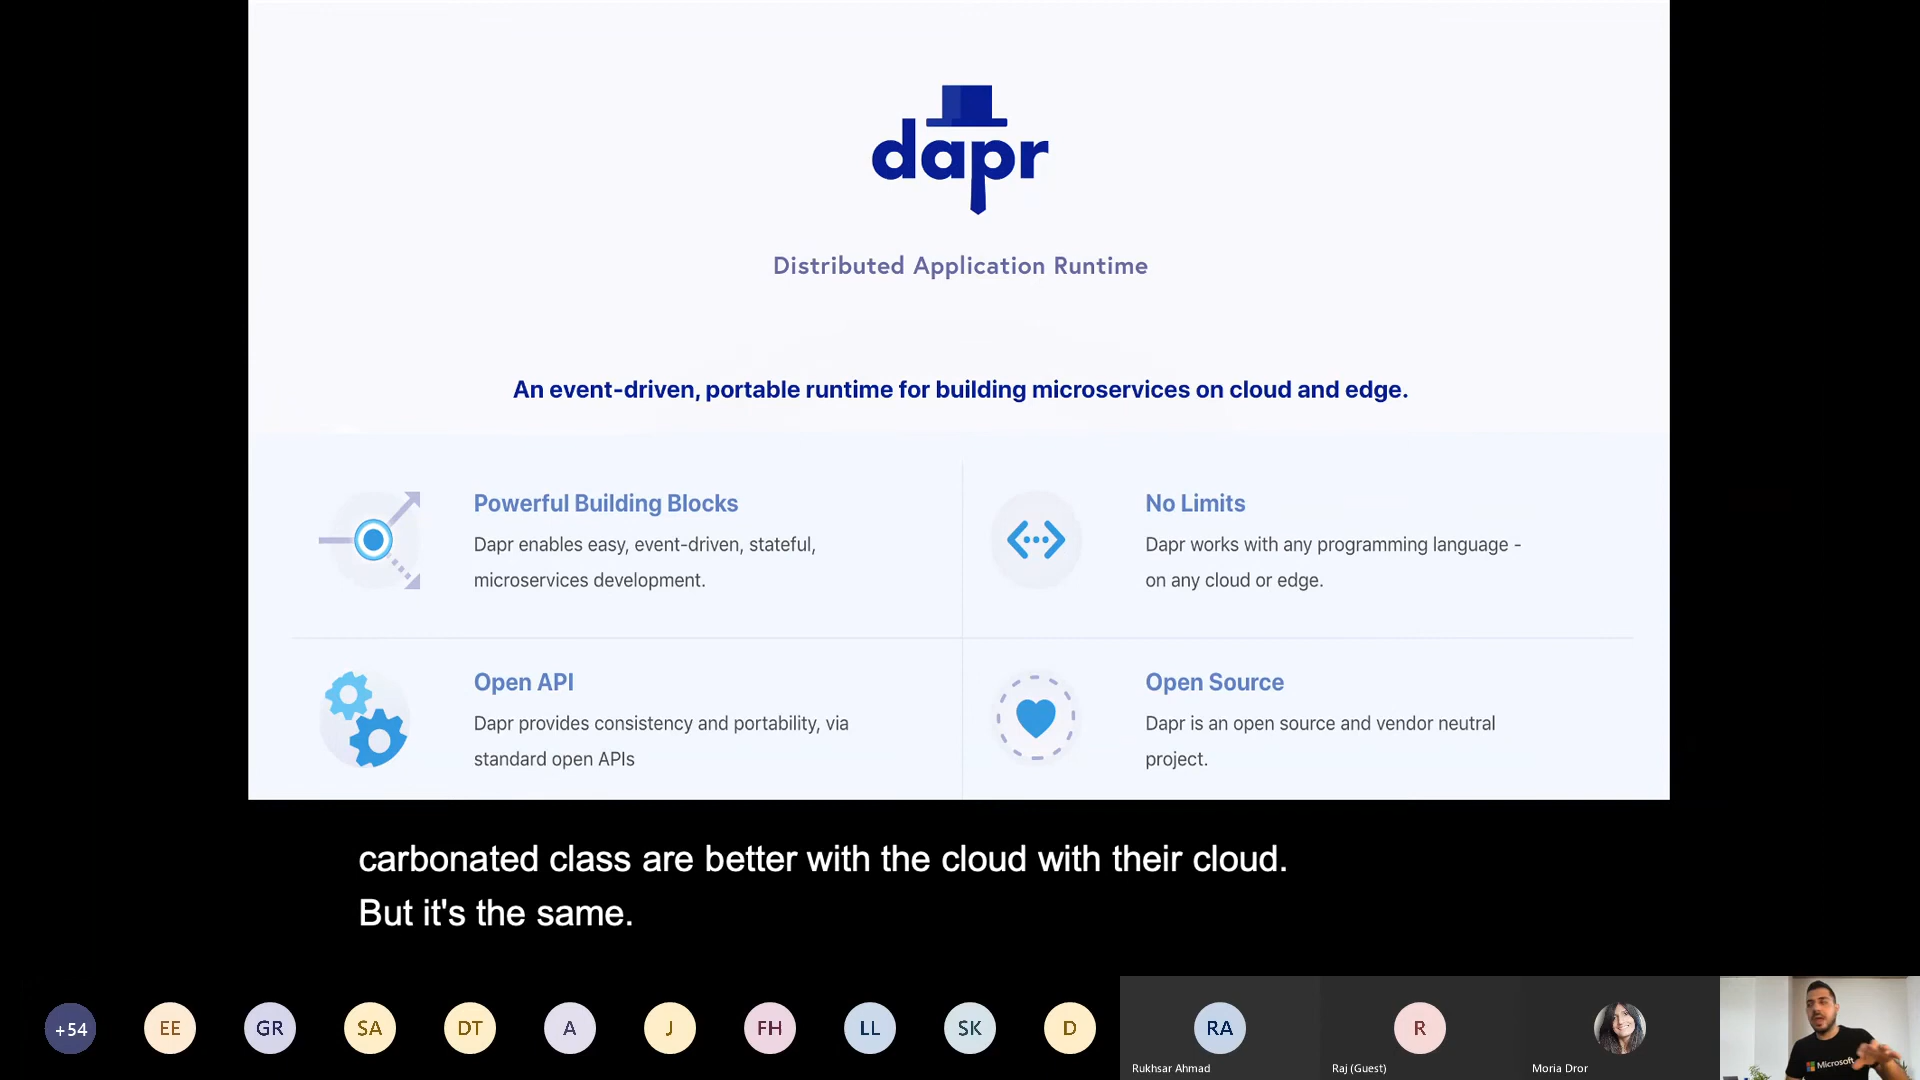 dapr
Distributed Application Runtime
An event-driven, portable runtime for building microservices on cloud and edge.
Powerful Building Blocks
Dapr enables easy, event-driven, stateful,
microservices development.
No Limits
Dapr works with any programming language -
on any cloud or edge.
Open API
Dapr provides consistency and portability, via
standard open APIs
Open Source
Dapr is an open source and vendor neutral
project.
carbonated class are better with the cloud with their cloud.
But it's the same.
+54
EE
GR
SA
DT
A
J
FH
LL
SK
D
RA
Rukhsar Ahmad
R
Raj (Guest)
Moria Dror
Microsoft